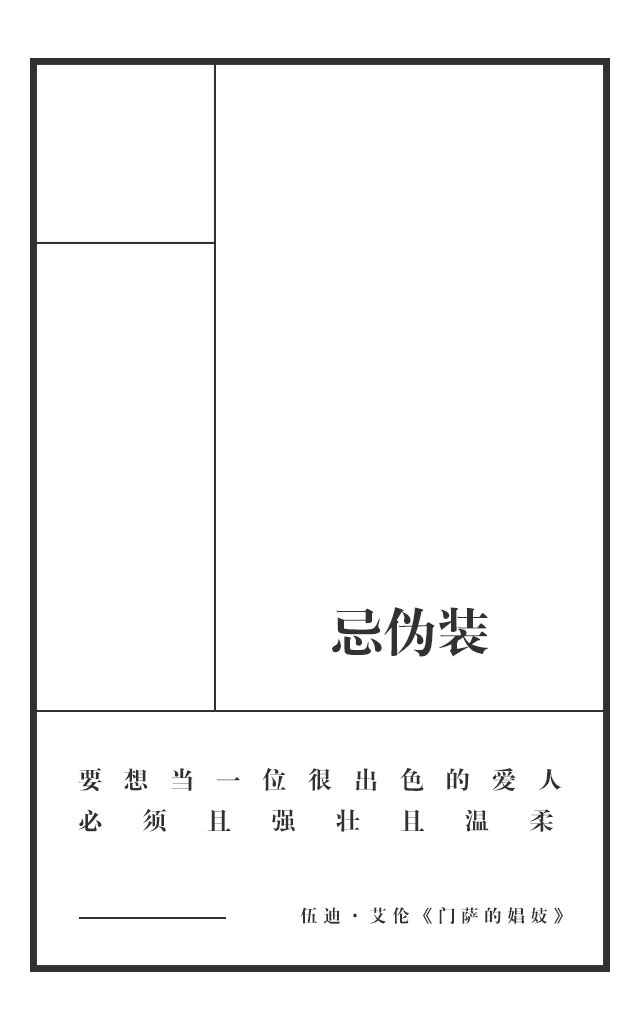 忌伪装
要想当一位很出色的爱人
必须且强壮且温柔
伍迪·艾伦《门萨的娼妓》